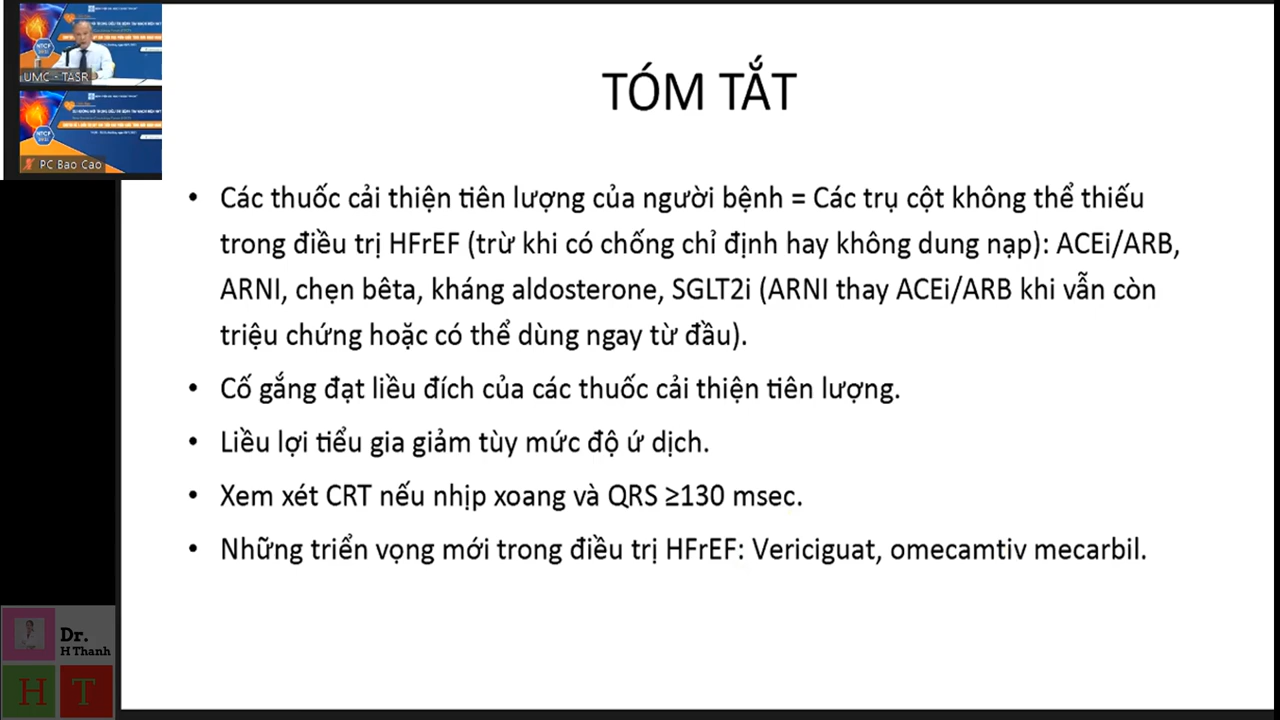 UMC - TASR
NTCF
PC Bao Cao
TÓM TẮT
• Các thuốc cải thiện tiên lượng của người bệnh = Các trụ cột không thể thiếu
trong điều trị HFrEF (trừ khi có chống chỉ định hay không dung nạp): ACEi/ARB,
ARNI, chẹn bêta, kháng aldosterone, SGLT2i (ARNI thay ACEi/ARB khi vẫn còn
triệu chứng hoặc có thể dùng ngay từ đầu).
• Cố gắng đạt liều đích của các thuốc cải thiện tiên lượng.
• Liều lợi tiểu gia giảm tùy mức độ ứ dịch.
• Xem xét CRT nếu nhịp xoang và QRS ≥130 msec.
• Những triển vọng mới trong điều trị HFrEF: Vericiguat, omecamtiv mecarbil.
Dr.
H Thanh
H T